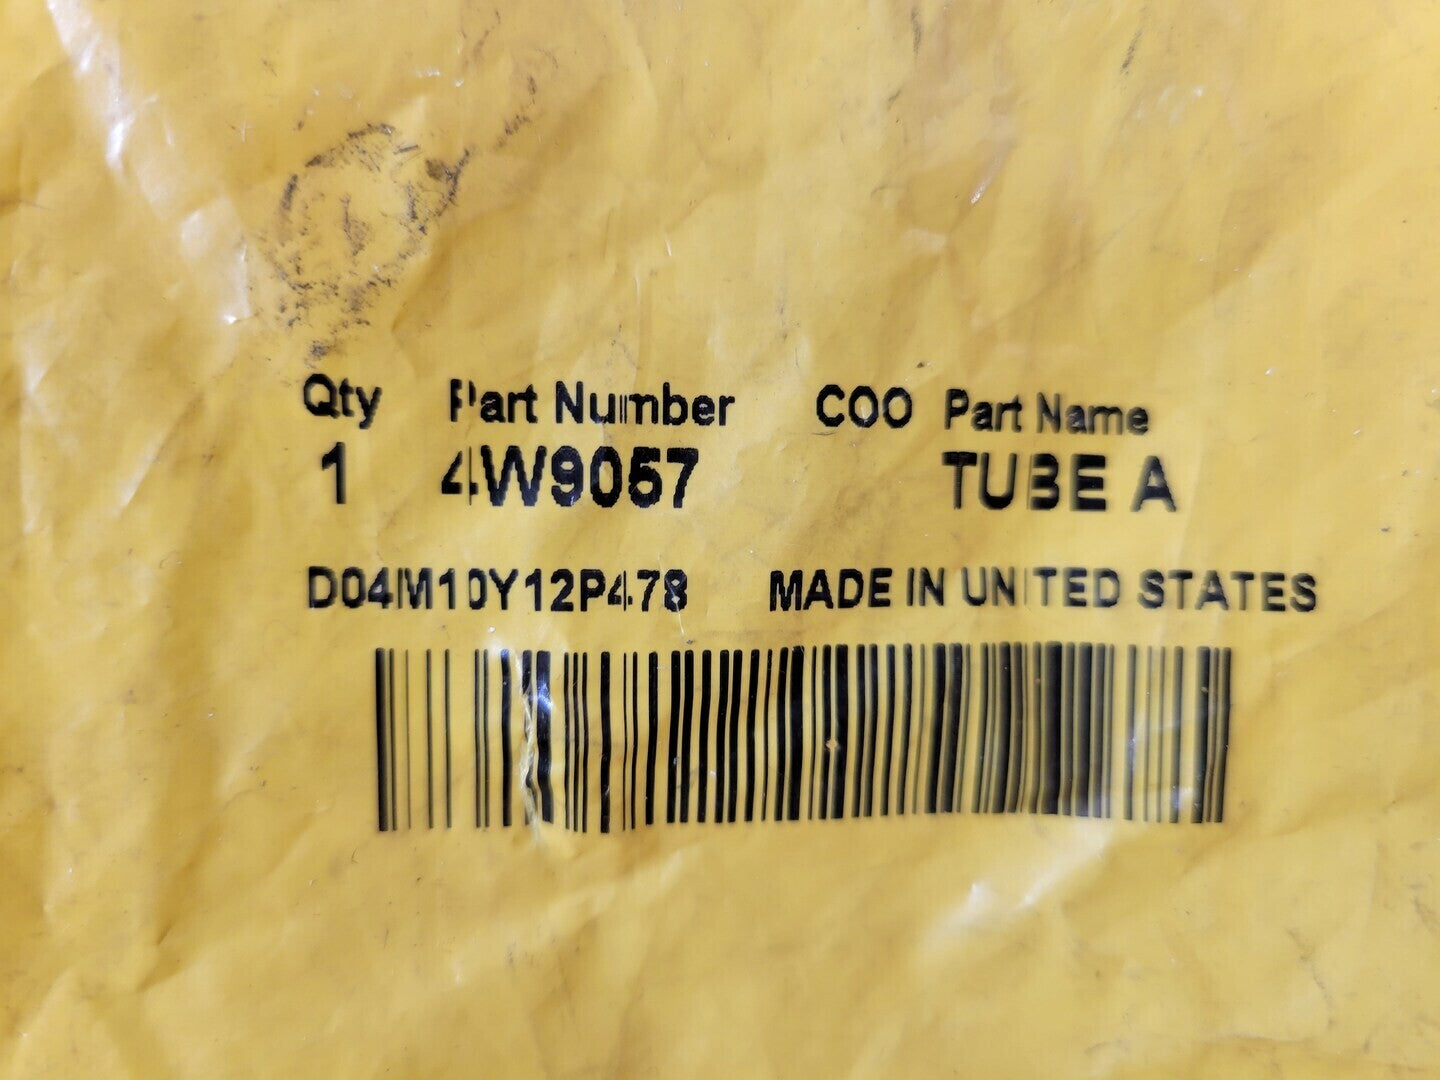 Qty Part Number COO Part Name
1 4W9057 TUBE A
D04M10Y12P478 MADE IN UNITED STATES